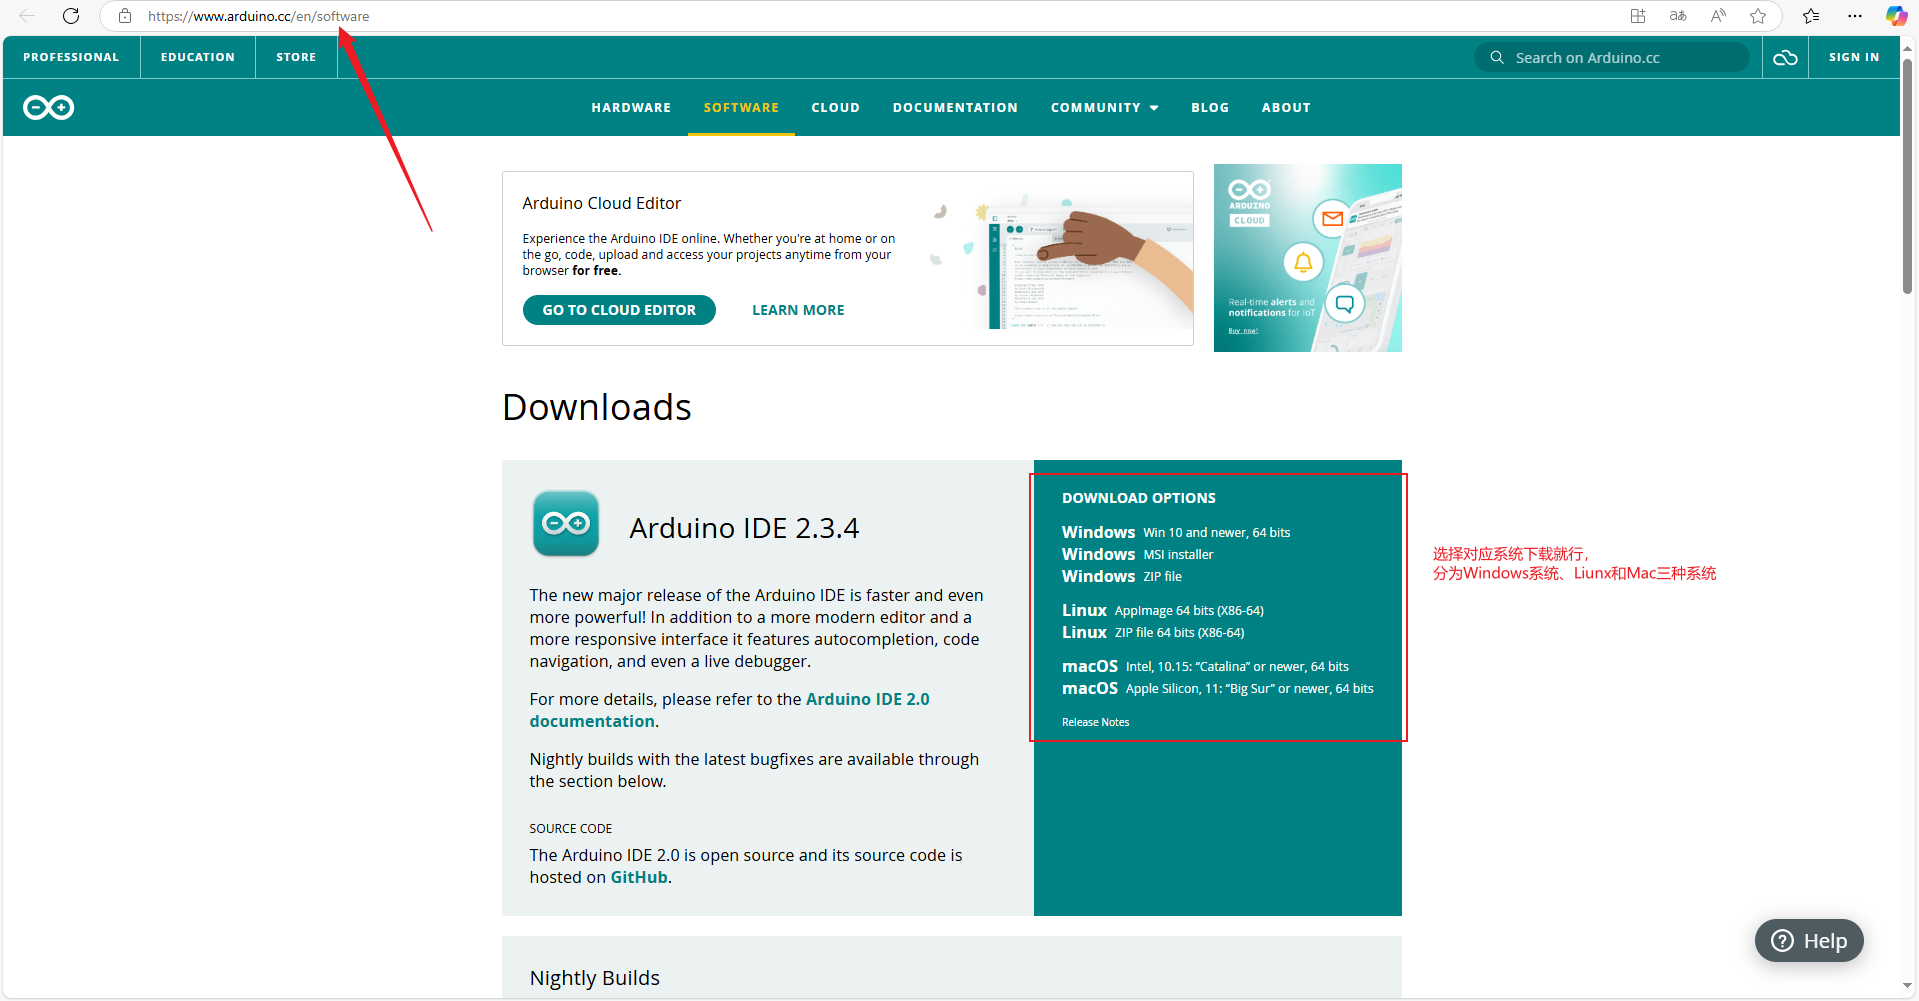 https://www.arduino.cc/en/software
PROFESSIONAL
EDUCATION
STORE
Search on Arduino.cc
SIGN IN
HARDWARE
SOFTWARE
CLOUD
DOCUMENTATION
COMMUNITY
BLOG
ABOUT
Arduino Cloud Editor
Experience the Arduino IDE online. Whether you're at home or on
the go, code, upload and access your projects anytime from your
browser for free.
GO TO CLOUD EDITOR
LEARN MORE
ARDUINO
CLOUD
Real-time alerts and
notifications for IoT
Buy now!
Downloads
Arduino IDE 2.3.4
The new major release of the Arduino IDE is faster and even
more powerful! In addition to a more modern editor and a
more responsive interface it features autocompletion, code
navigation, and even a live debugger.
For more details, please refer to the Arduino IDE 2.0
documentation.
Nightly builds with the latest bugfixes are available through
the section below.
SOURCE CODE
The Arduino IDE 2.0 is open source and its source code is
hosted on GitHub.
DOWNLOAD OPTIONS
Windows Win 10 and newer, 64 bits
Windows MSI installer
Windows ZIP file
Linux AppImage 64 bits (X86-64)
Linux ZIP file 64 bits (X86-64)
macOS Intel, 10.15: “Catalina” or newer, 64 bits
macOS Apple Silicon, 11: “Big Sur” or newer, 64 bits
Release Notes
选择对应系统下载就行，
分为Windows系统、Liunx和Mac三种系统
Nightly Builds
Help